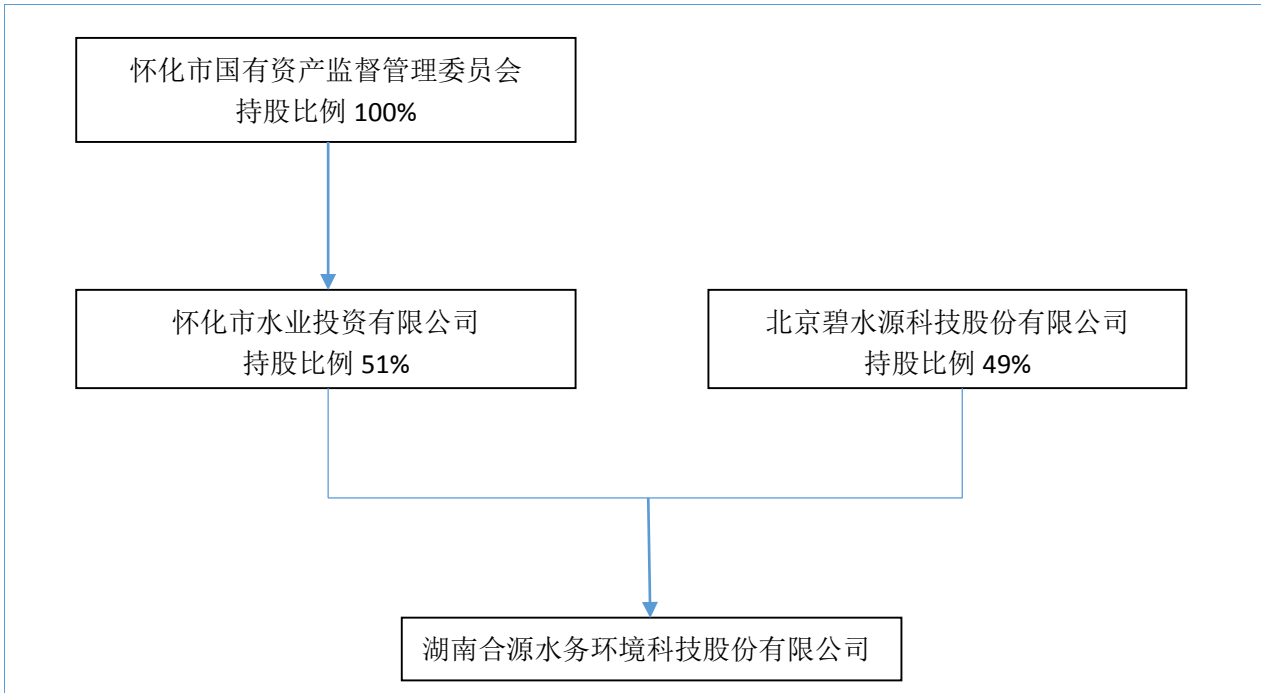 怀化市国有资产监督管理委员会
持股比例 100%
怀化市水业投资有限公司
持股比例 51%
北京碧水源科技股份有限公司
持股比例 49%
湖南合源水务环境科技股份有限公司